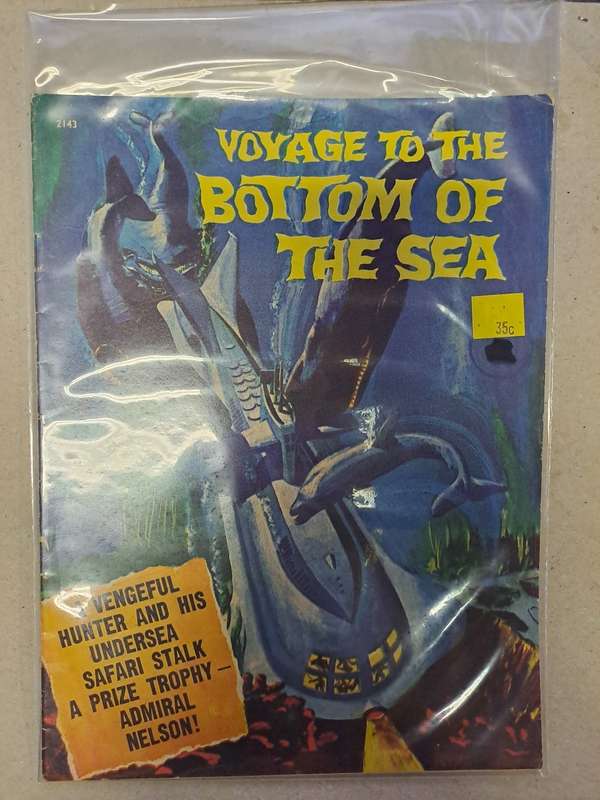 2143
VOYAGE TO THE
BOTTOM OF
THE SEA
35c
VENGEFUL
HUNTER AND HIS
UNDERSEA
SAFARI STALK
A PRIZE TROPHY—
ADMIRAL
NELSON!